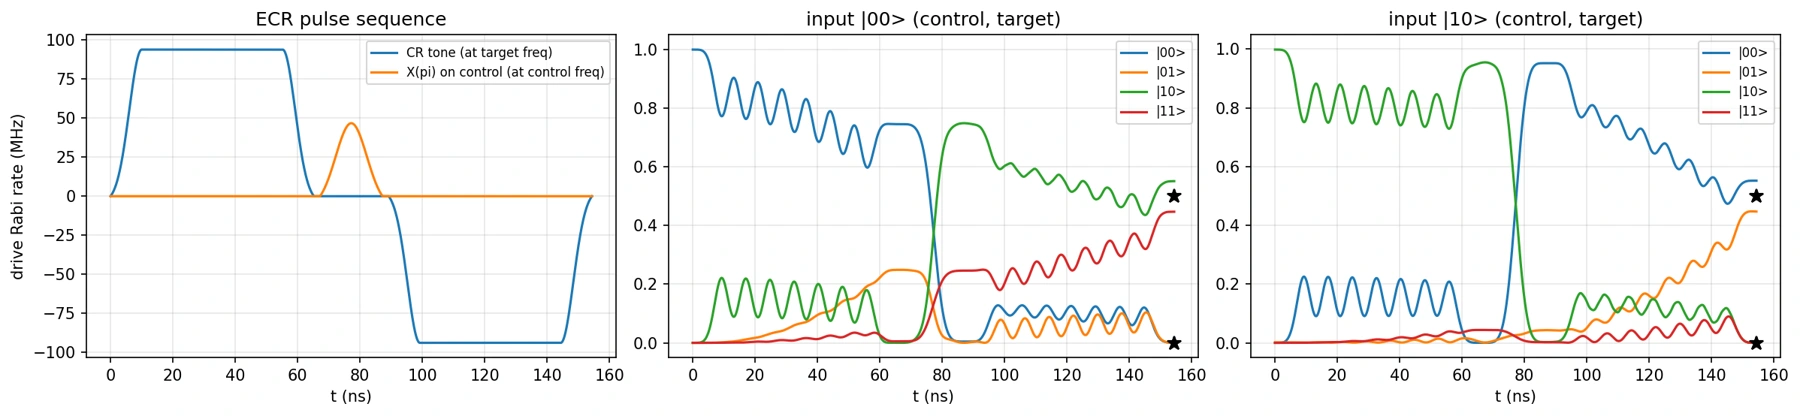 ECR pulse sequence
drive Rabi rate (MHz)
100
75
50
25
0
−25
−50
−75
−100
CR tone (at target freq)
X(pi) on control (at control freq)
0 20 40 60 80 100 120 140 160
t (ns)
input |00> (control, target)
1.0
0.8
0.6
0.4
0.2
0.0
|00>
|01>
|10>
|11>
0 20 40 60 80 100 120 140 160
t (ns)
input |10> (control, target)
1.0
0.8
0.6
0.4
0.2
0.0
|00>
|01>
|10>
|11>
0 20 40 60 80 100 120 140 160
t (ns)